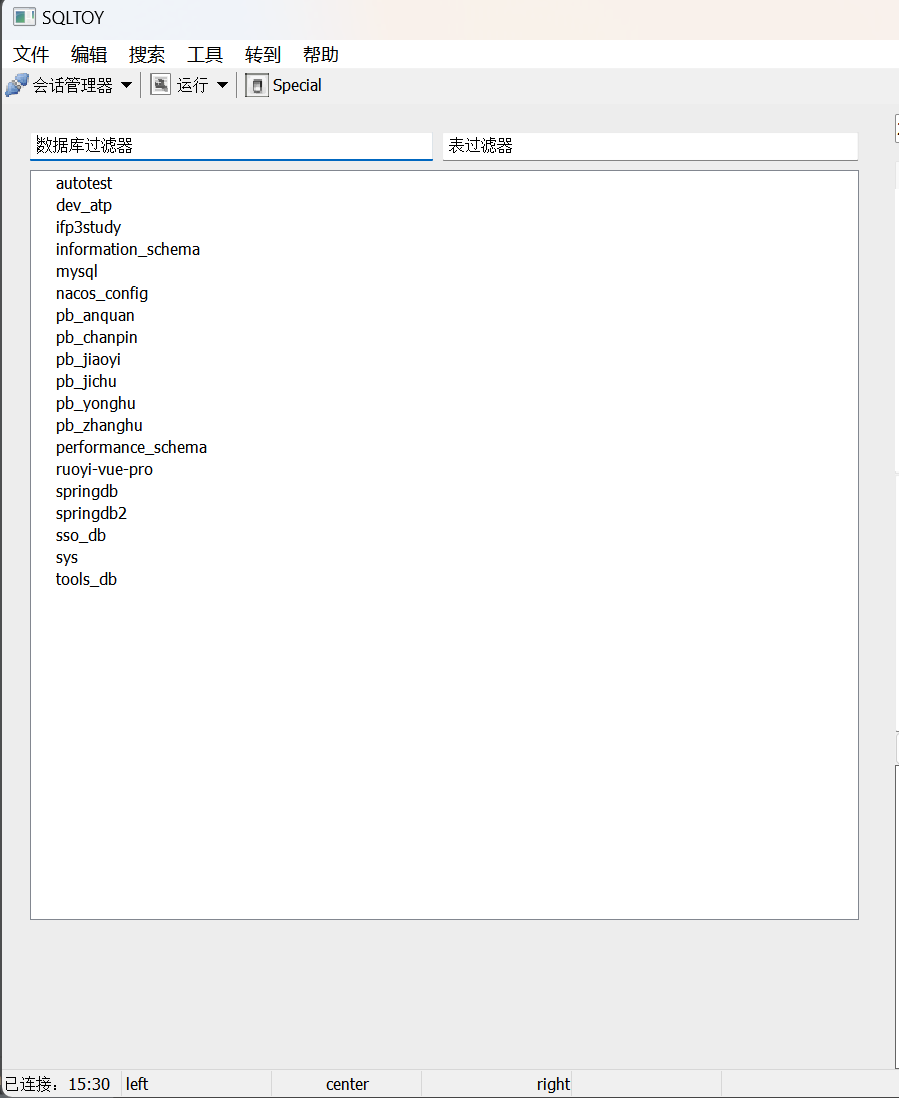 SQLTOY
文件 编辑 搜索 工具 转到 帮助
会话管理器 运行 Special
数据库过滤器 表过滤器
autotest
dev_atp
ifp3study
information_schema
mysql
nacos_config
pb_anquan
pb_chanpin
pb_jiaoyi
pb_jichu
pb_yonghu
pb_zhanghu
performance_schema
ruoyi-vue-pro
springdb
springdb2
sso_db
sys
tools_db
已连接：15:30 left center right